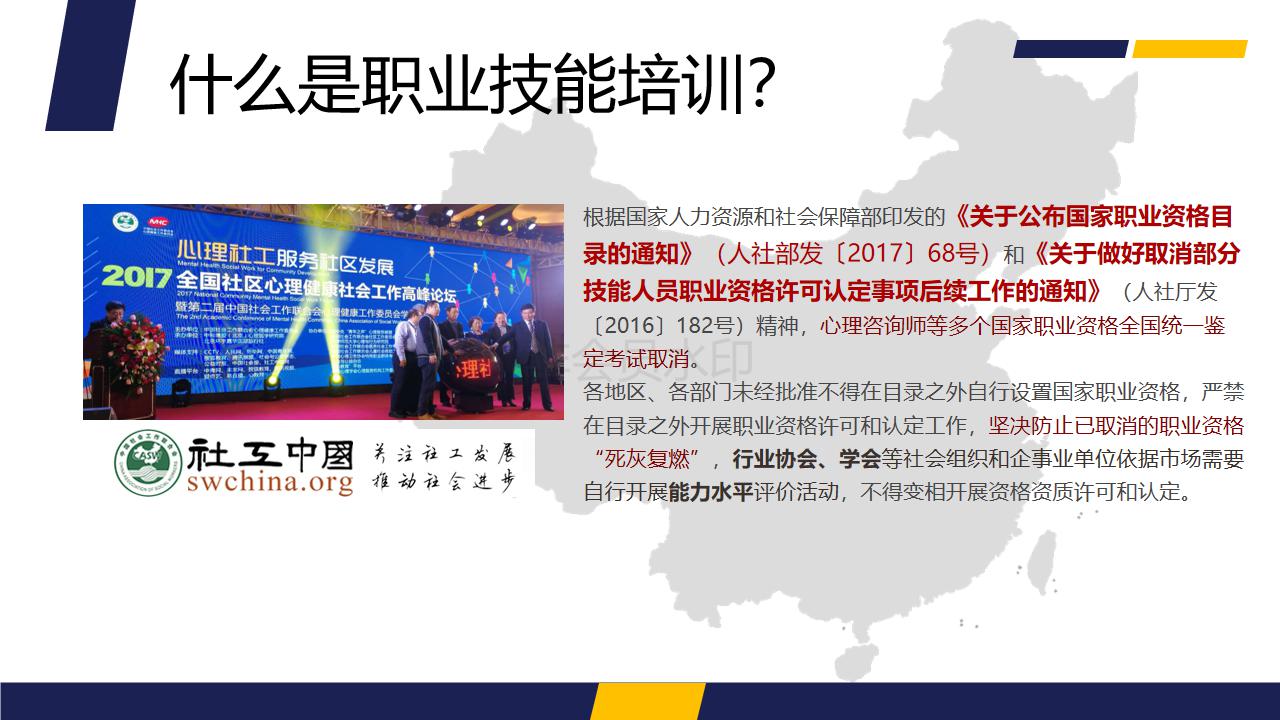 什么是职业技能培训？
心理社工服务社区发展
Mental Health Social Work for Community Development
2017 全国社区心理健康社会工作高峰论坛
2017 National Community Mental Health Social Work
暨第二届中国社会工作联合会心理健康工作委员会学
The 2nd Academic Conference of Mental Health
心理社
CASW
社工中國
swchina.org
关注社工发展
推动社会进步
根据国家人力资源和社会保障部印发的《关于公布国家职业资格目
录的通知》（人社部发〔2017〕68号）和《关于做好取消部分
技能人员职业资格许可认定事项后续工作的通知》（人社厅发
〔2016〕182号）精神，心理咨询师等多个国家职业资格全国统一鉴
定考试取消。
各地区、各部门未经批准不得在目录之外自行设置国家职业资格，严禁
在目录之外开展职业资格许可和认定工作，坚决防止已取消的职业资格
“死灰复燃”，行业协会、学会等社会组织和企事业单位依据市场需要
自行开展能力水平评价活动，不得变相开展资格资质许可和认定。
会员水印